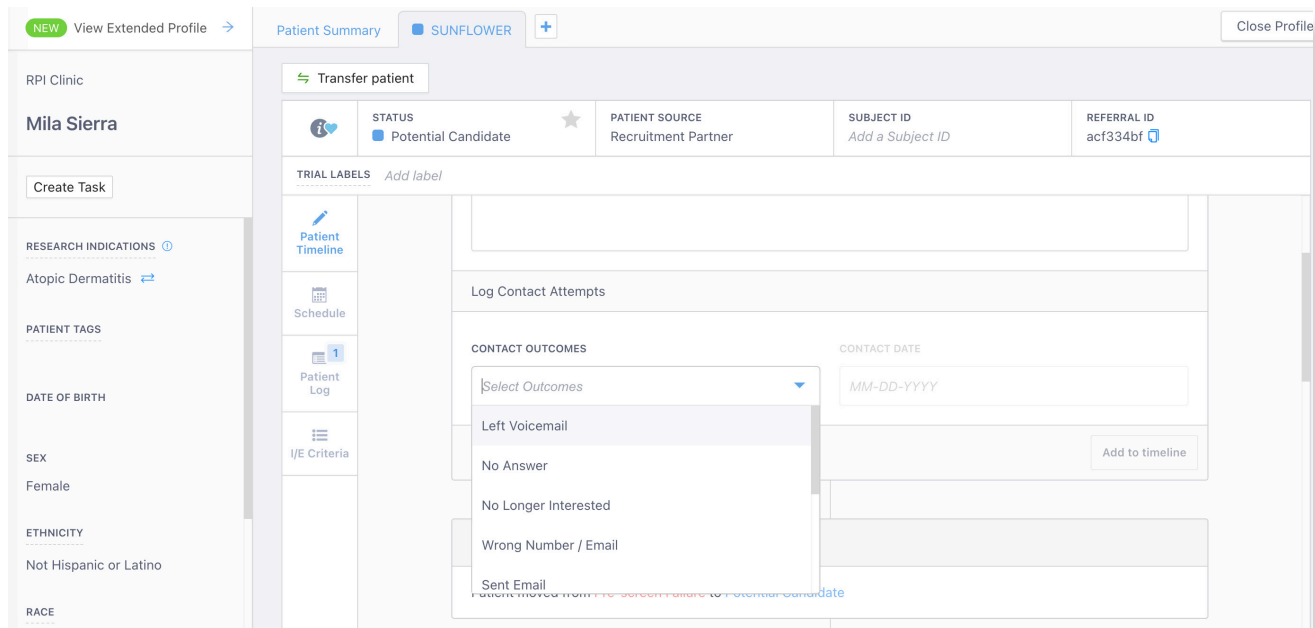 NEW View Extended Profile
Patient Summary
SUNFLOWER
Close Profile
RPI Clinic
Mila Sierra
Create Task
RESEARCH INDICATIONS
Atopic Dermatitis
PATIENT TAGS
DATE OF BIRTH
SEX
Female
ETHNICITY
Not Hispanic or Latino
RACE
Transfer patient
STATUS
Potential Candidate
PATIENT SOURCE
Recruitment Partner
SUBJECT ID
Add a Subject ID
REFERRAL ID
acf334bf
TRIAL LABELS Add label
Patient
Timeline
Schedule
1
Patient
Log
I/E Criteria
Log Contact Attempts
CONTACT OUTCOMES
Select Outcomes
CONTACT DATE
MM-DD-YYYY
Left Voicemail
No Answer
No Longer Interested
Wrong Number / Email
Sent Email
Add to timeline
Patient moved from Pre-screen Failure to Potential Candidate